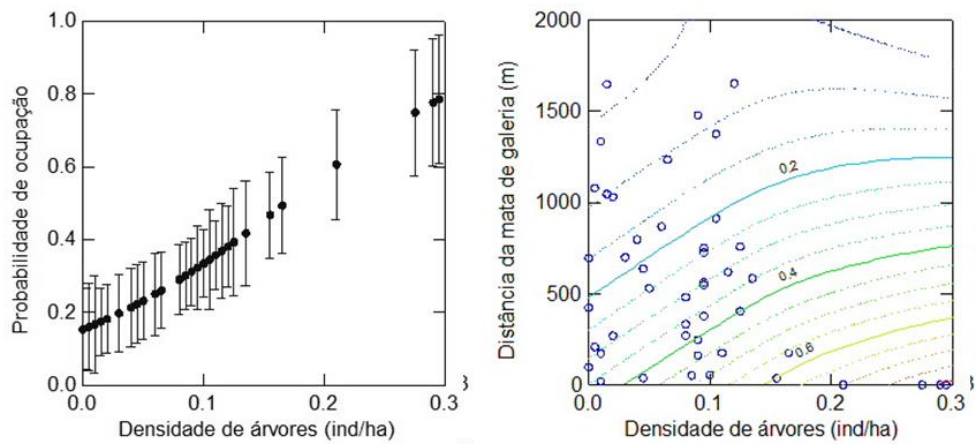 1.0
0.8
0.6
0.4
0.2
0.0
Probabilidade de ocupação
0.0 0.1 0.2 0.3
3
Densidade de árvores (ind/ha)
2000
1500
1000
500
0
Distância da mata de galeria (m)
0.2
0.4
0.6
0.0 0.1 0.2 0.3
3
Densidade de árvores (ind/ha)